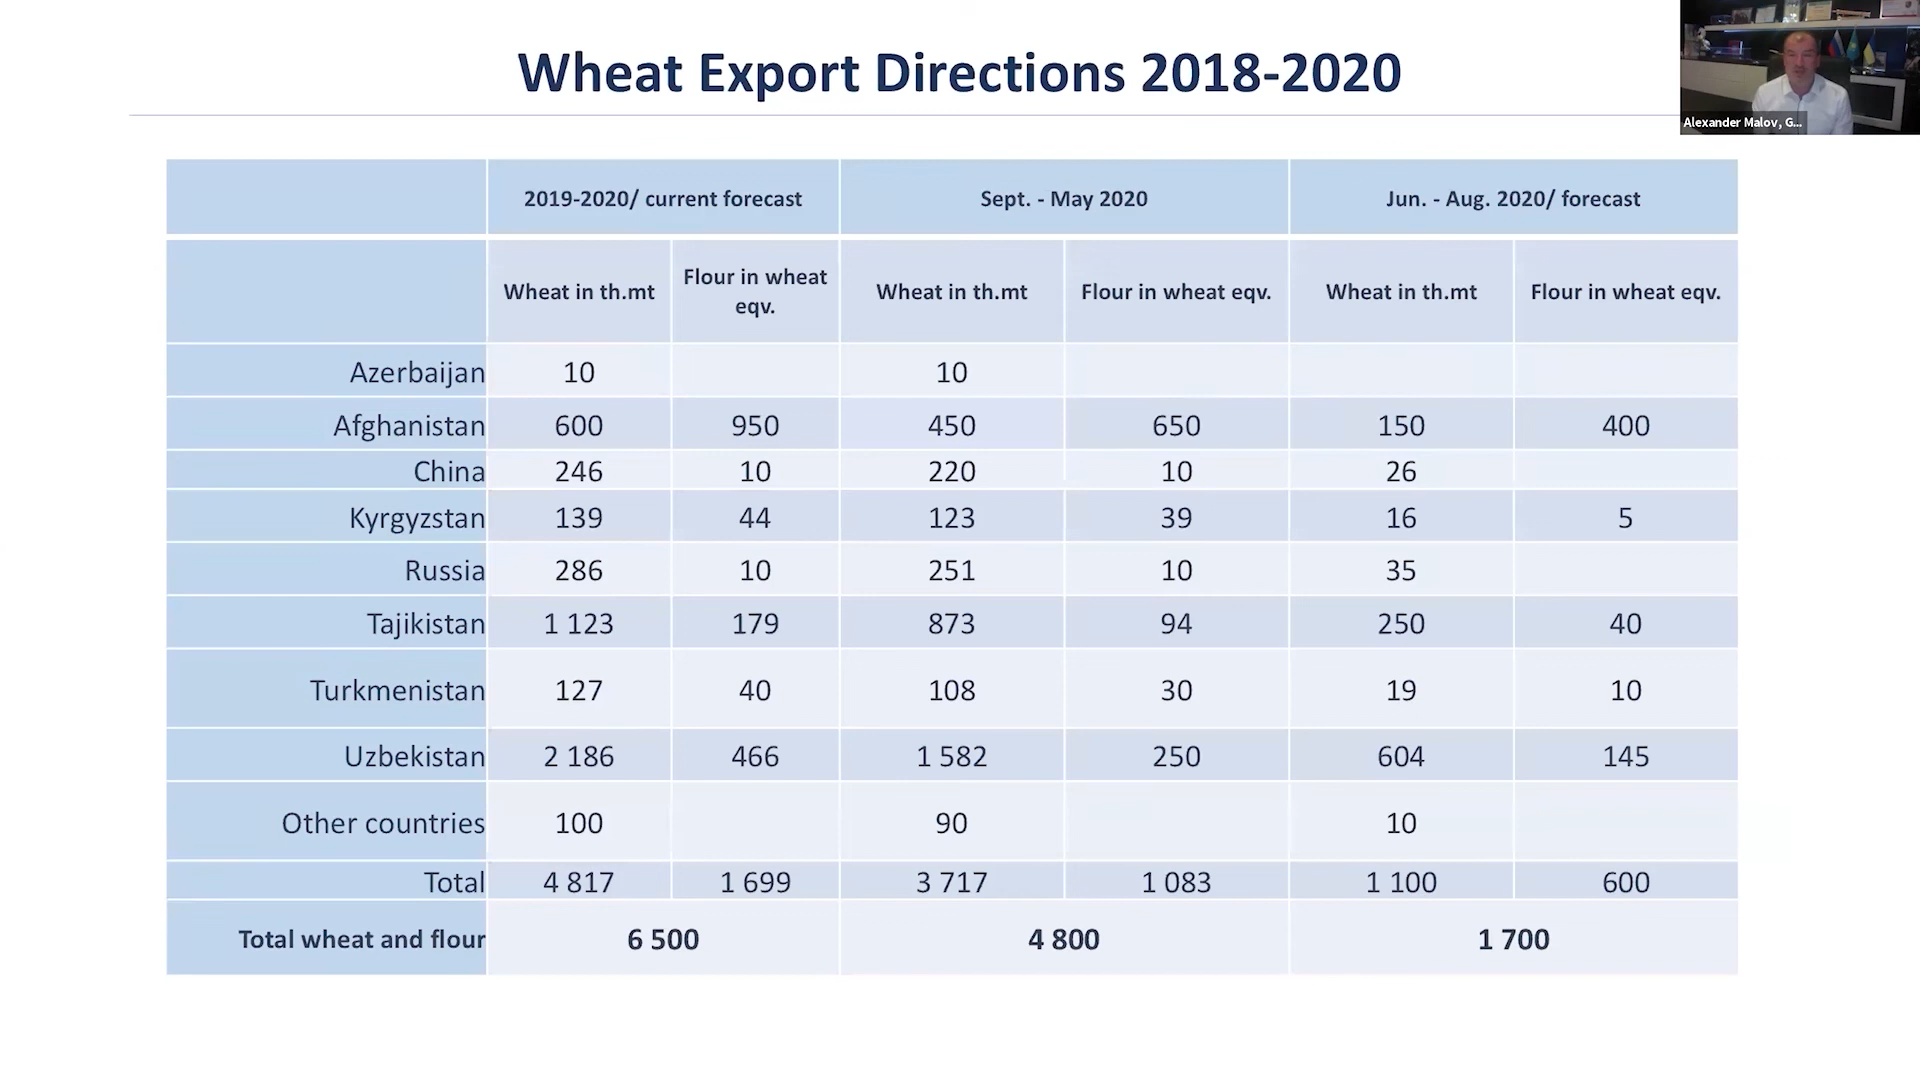 Wheat Export Directions 2018-2020
Alexander Malov, G...
2019-2020/ current forecast Sept. - May 2020 Jun. - Aug. 2020/ forecast
Wheat in th.mt Flour in wheat eqv. Wheat in th.mt Flour in wheat eqv. Wheat in th.mt Flour in wheat eqv.
Azerbaijan 10 10
Afghanistan 600 950 450 650 150 400
China 246 10 220 10 26
Kyrgyzstan 139 44 123 39 16 5
Russia 286 10 251 10 35
Tajikistan 1 123 179 873 94 250 40
Turkmenistan 127 40 108 30 19 10
Uzbekistan 2 186 466 1 582 250 604 145
Other countries 100 90 10
Total 4 817 1 699 3 717 1 083 1 100 600
Total wheat and flour 6 500 4 800 1 700